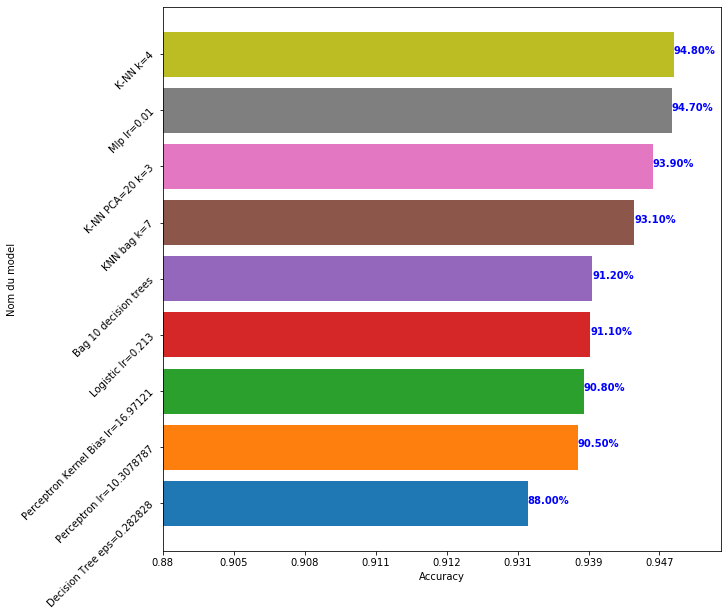 K-NN k=4
94.80%
Mlp lr=0.01
94.70%
K-NN PCA=20 k=3
93.90%
KNN bag k=7
93.10%
Bag 10 decision trees
91.20%
Logistic lr=0.213
91.10%
Perceptron Kernel Bias lr=16.97121
90.80%
Perceptron lr=10.3078787
90.50%
Decision Tree eps=0.282828
88.00%
Nom du model
0.88 0.905 0.908 0.911 0.912 0.931 0.939 0.947
Accuracy